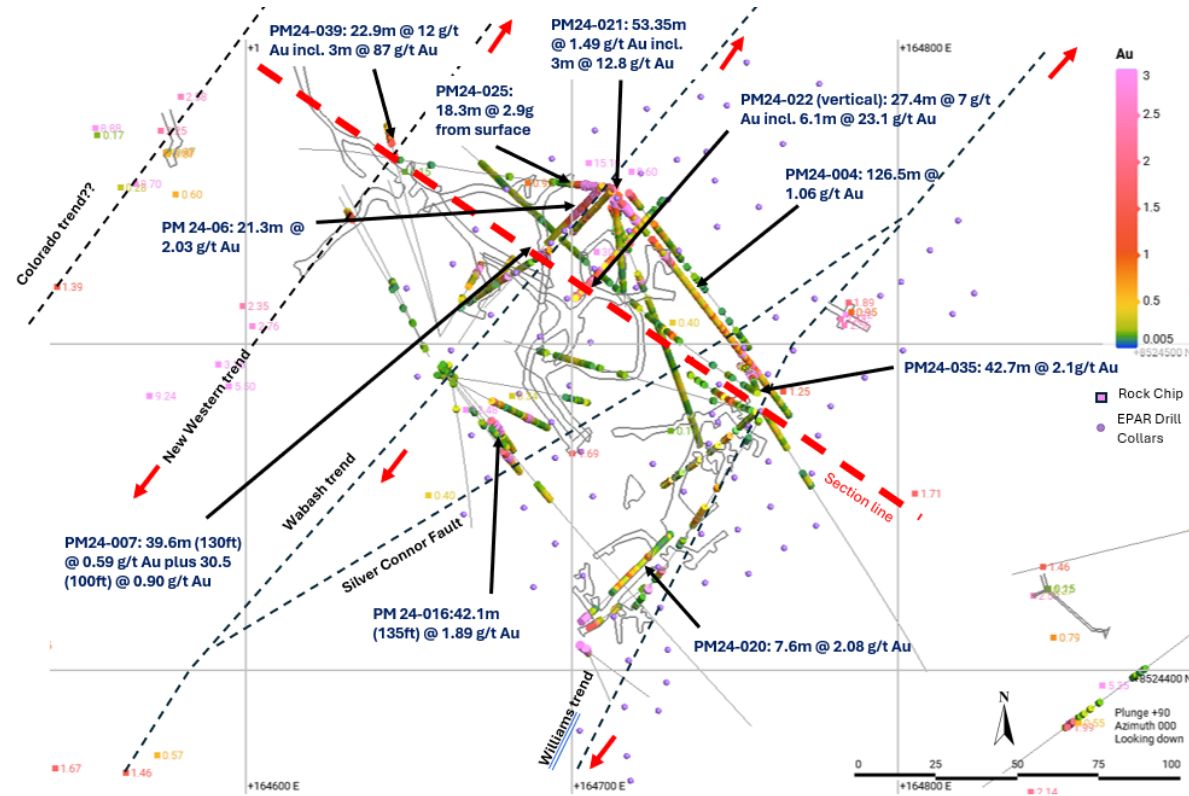 PM24-039: 22.9m @ 12 g/t
Au incl. 3m @ 87 g/t Au
PM24-021: 53.35m
@ 1.49 g/t Au incl.
3m @ 12.8 g/t Au
+164800 E
Au
3
2.5
2
1.5
1
0.5
0.005
PM24-025:
18.3m @ 2.9g
from surface
PM24-022 (vertical): 27.4m @ 7 g/t
Au incl. 6.1m @ 23.1 g/t Au
PM24-004: 126.5m @
1.06 g/t Au
8.88
0.17
0.60
PM 24-06: 21.3m @
2.03 g/t Au
Colorado trend??
1.39
2.35
2.76
1.89
0.95
0.40
+8524500 N
PM24-035: 42.7m @ 2.1g/t Au
Rock Chip
EPAR Drill
Collars
5.50
9.24
1.25
New Western trend
1.69
0.40
1.71
Section line
Wabash trend
Silver Connor Fault
PM24-007: 39.6m (130ft)
@ 0.59 g/t Au plus 30.5
(100ft) @ 0.90 g/t Au
PM 24-016:42.1m
(135ft) @ 1.89 g/t Au
PM24-020: 7.6m @ 2.08 g/t Au
1.46
0.79
+8524400 N
5.25
Williams trend
N
Plunge +90
Azimuth 000
Looking down
0.57
1.67
1.46
0 25 50 75 100
+164600 E
+164700 E
+164800 E
2.14